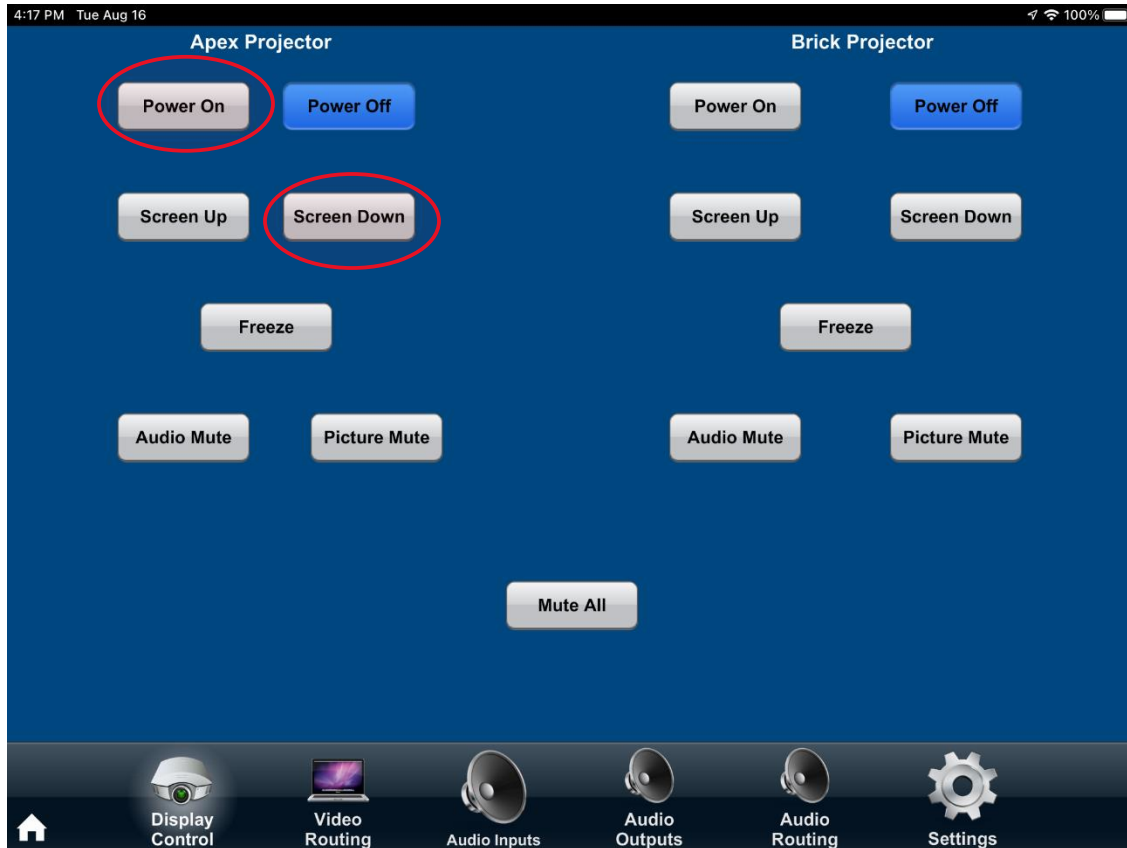 4:17 PM Tue Aug 16 100%
Apex Projector Brick Projector
Power On Power Off Power On Power Off
Screen Up Screen Down Screen Up Screen Down
Freeze Freeze
Audio Mute Picture Mute Audio Mute Picture Mute
Mute All
Display
Control
Video
Routing
Audio Inputs
Audio
Outputs
Audio
Routing
Settings